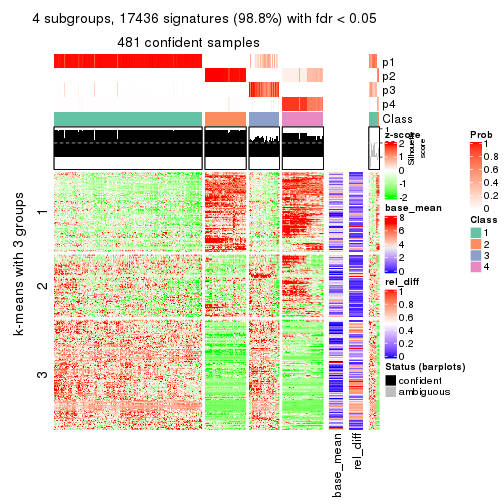 4 subgroups, 17436 signatures (98.8%) with fdr < 0.05
481 confident samples
p1
p2
p3
p4
Class
1
Silhouette
score
z-score
2
1
0
-1
-2
base_mean
8
6
4
2
0
rel_diff
1
0.8
0.6
0.4
0.2
0
Status (barplots)
confident
ambiguous
Prob
1
0.8
0.6
0.4
0.2
0
Class
1
2
3
4
k-means with 3 groups
1
2
3
base_mean
rel_diff